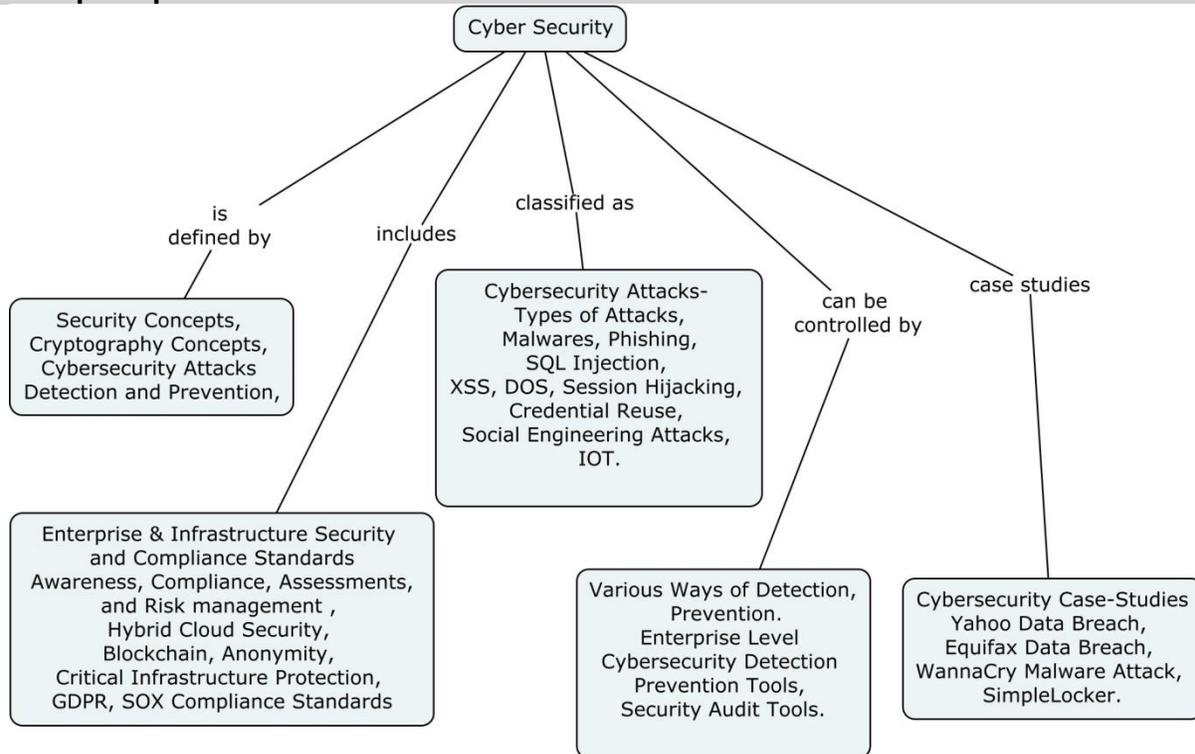 Cyber Security
is
defined by
includes
classified as
can be
controlled by
case studies
Security Concepts,
Cryptography Concepts,
Cybersecurity Attacks
Detection and Prevention,
Enterprise & Infrastructure Security
and Compliance Standards
Awareness, Compliance, Assessments,
and Risk management ,
Hybrid Cloud Security,
Blockchain, Anonymity,
Critical Infrastructure Protection,
GDPR, SOX Compliance Standards
Cybersecurity Attacks-
Types of Attacks,
Malwares, Phishing,
SQL Injection,
XSS, DOS, Session Hijacking,
Credential Reuse,
Social Engineering Attacks,
IOT.
Various Ways of Detection,
Prevention.
Enterprise Level
Cybersecurity Detection
Prevention Tools,
Security Audit Tools.
Cybersecurity Case-Studies
Yahoo Data Breach,
Equifax Data Breach,
WannaCry Malware Attack,
SimpleLocker.